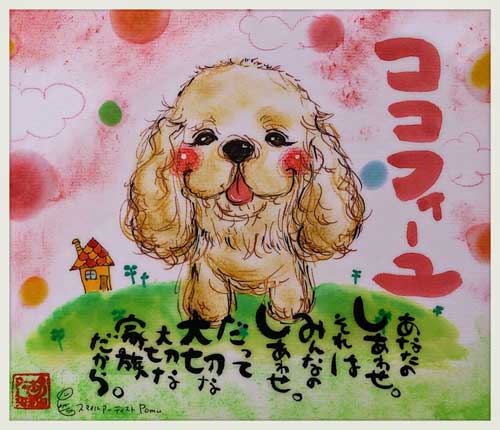 ココフィーユ
あなたの
しあわせ。
それは
みんなの
しあわせ。
だって
大切な
大切な
家族
だから。
スマイルアーティスト Pomu